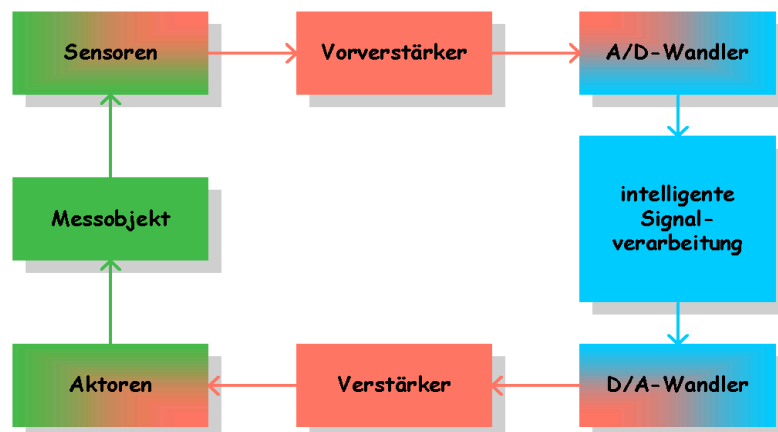 Sensoren
Vorverstärker
A/D-Wandler
Messobjekt
intelligente
Signal-
verarbeitung
Aktoren
Verstärker
D/A-Wandler